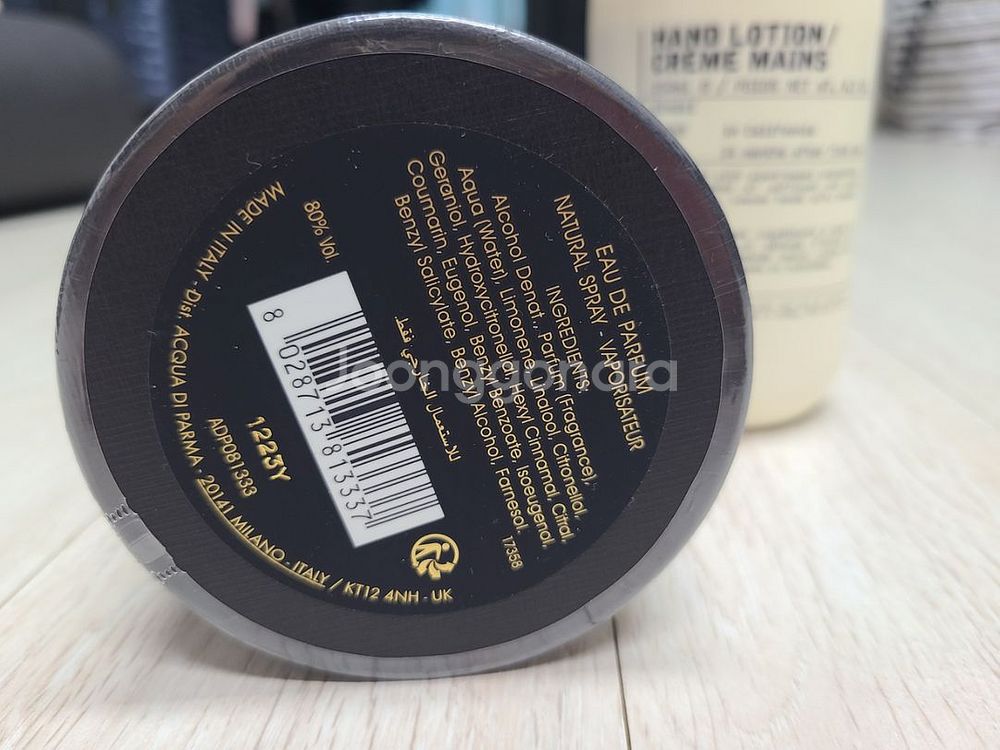 EAU DE PARFUM
NATURAL SPRAY VAPORISATEUR
INGREDIENTS:
Alcohol Denat., Parfum (Fragrance),
Aqua (Water), Limonene, Linalool, Citronellol,
Geraniol, Hydroxycitronellal, Hexyl Cinnamal, Citral,
Coumarin, Eugenol, Benzyl Benzoate, Isoeugenol,
Benzyl Salicylate, Benzyl Alcohol, Farnesol.
17358
للاستعمال الخارجي فقط.
80% Vol.
8 028713 813337
1223Y
ADP081333
MADE IN ITALY - Dist ACQUA DI PARMA - 20141 MILANO - ITALY / KT12 4NH - UK
HAND LOTION/
CRÈME MAINS
Joonggonara